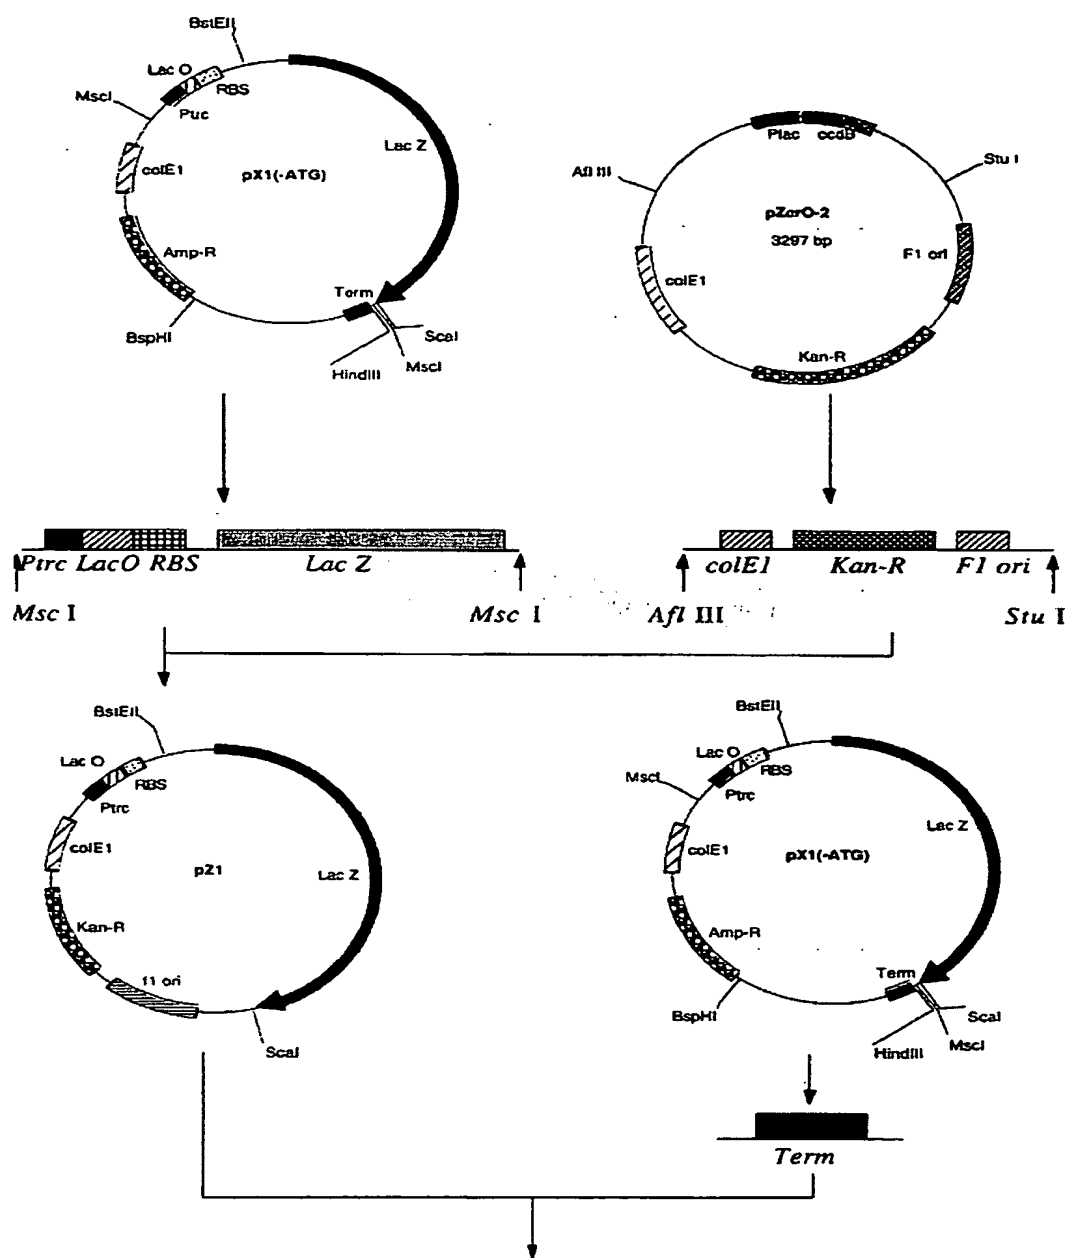 BstEII
Lac O
RBS
MscI
Ptrc
colE1
Lac Z
pX1(-ATG)
Amp-R
Term
BspHI
ScaI
MscI
HindIII
Plac ccdB
Afl III
Stu I
pZerO-2
3297 bp
F1 ori
colE1
Kan-R
Ptrc LacO RBS Lac Z
Msc I Msc I
colE1 Kan-R F1 ori
Afl III Stu I
BstEII
Lac O
RBS
Ptrc
colE1
pZ1
Lac Z
Kan-R
f1 ori
ScaI
BstEII
Lac O
RBS
MscI
Ptrc
Lac Z
colE1
pX1(-ATG)
Amp-R
Term
BspHI
ScaI
MscI
HindIII
Term